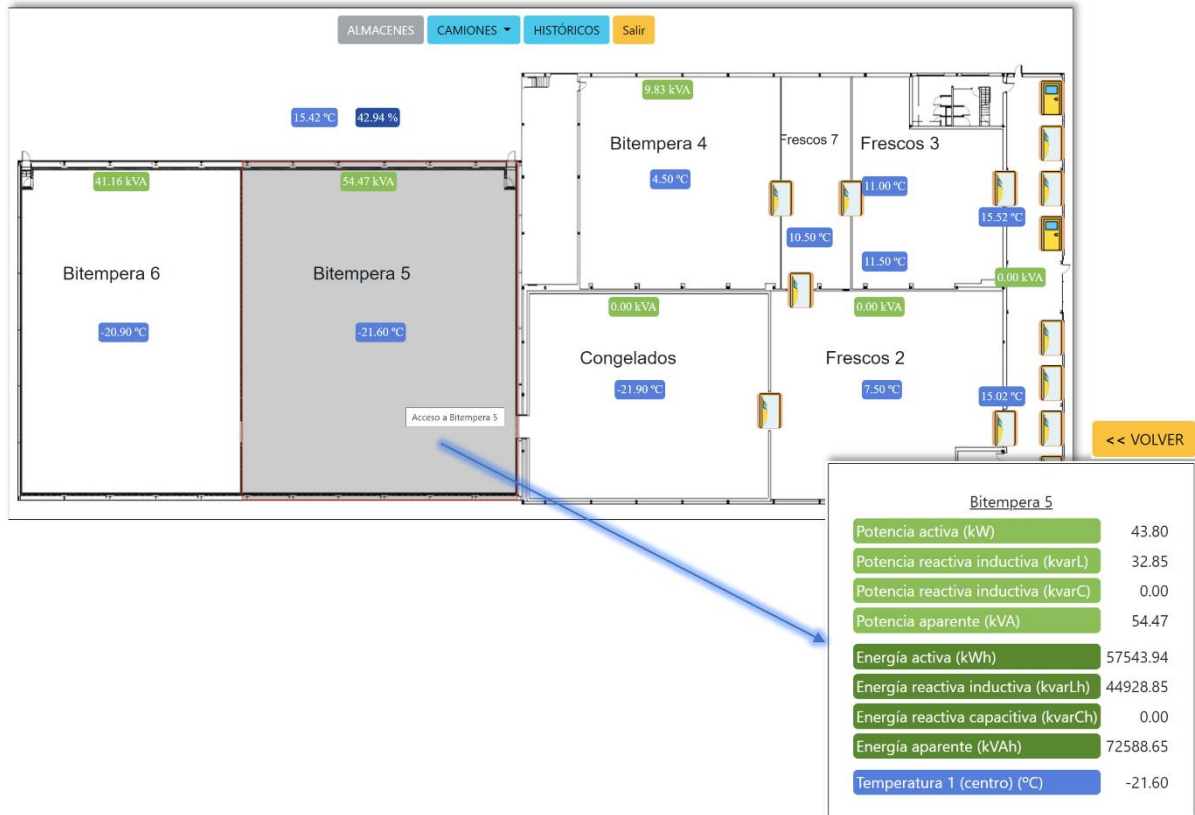 ALMACENES CAMIONES HISTÓRICOS Salir
15.42 ºC 42.94 %
9.83 kVA
Bitempera 4 Frescos 7 Frescos 3
4.50 ºC 11.00 ºC
41.16 kVA 54.47 kVA
15.52 ºC
10.50 ºC
11.50 ºC
Bitempera 6 Bitempera 5
0.00 kVA
0.00 kVA 0.00 kVA
-20.90 ºC -21.60 ºC
Congelados Frescos 2
-21.90 ºC 7.50 ºC
15.02 ºC
Acceso a Bitempera 5
<< VOLVER
Bitempera 5
Potencia activa (kW) 43.80
Potencia reactiva inductiva (kvarL) 32.85
Potencia reactiva inductiva (kvarC) 0.00
Potencia aparente (kVA) 54.47
Energía activa (kWh) 57543.94
Energía reactiva inductiva (kvarLh) 44928.85
Energía reactiva capacitiva (kvarCh) 0.00
Energía aparente (kVAh) 72588.65
Temperatura 1 (centro) (ºC) -21.60